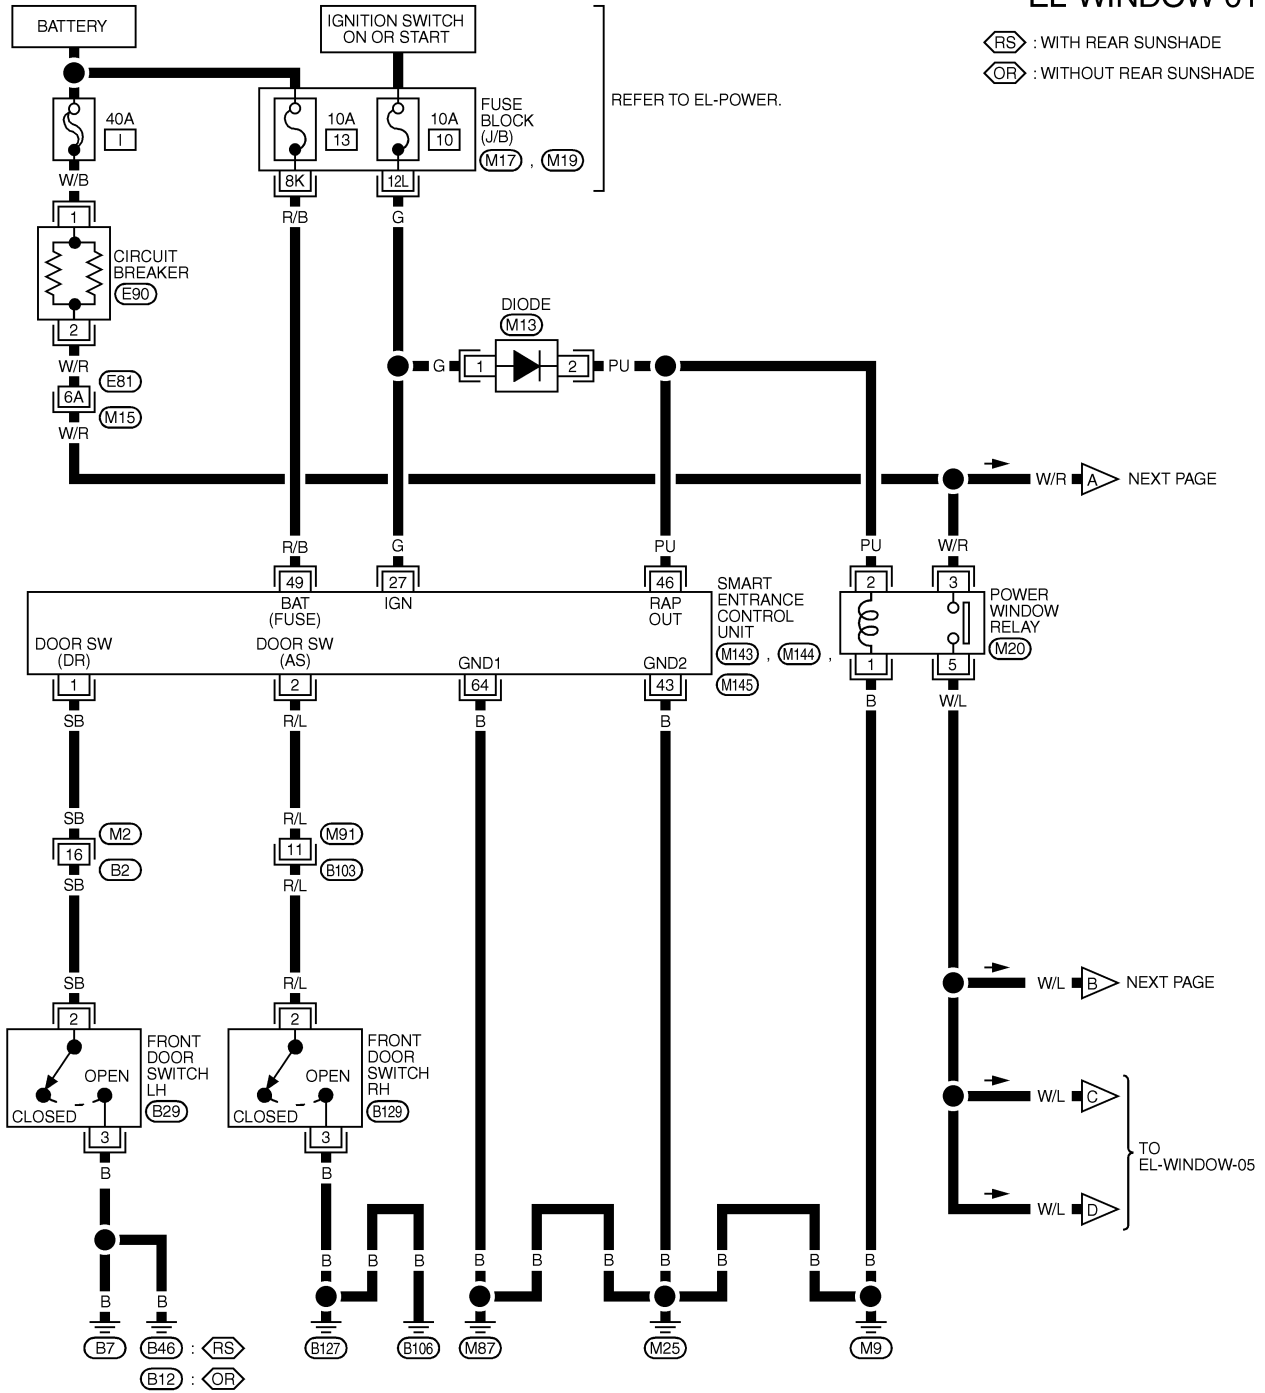 EL-WINDOW-01
BATTERY
IGNITION SWITCH
ON OR START
RS : WITH REAR SUNSHADE
OR : WITHOUT REAR SUNSHADE
REFER TO EL-POWER.
40A
I
10A
13
10A
10
FUSE
BLOCK
(J/B)
M17 , M19
W/B
8K
12L
R/B
G
1
CIRCUIT
BREAKER
E90
2
W/R
E81
6A
M15
W/R
DIODE
M13
G
1
2
PU
W/R
A
NEXT PAGE
R/B
G
PU
PU
W/R
49
27
46
2
3
BAT
(FUSE)
IGN
RAP
OUT
SMART
ENTRANCE
CONTROL
UNIT
M143 , M144 ,
M145
POWER
WINDOW
RELAY
M20
DOOR SW
(DR)
DOOR SW
(AS)
GND1
GND2
1
2
64
43
1
5
SB
R/L
B
B
B
W/L
SB
M2
R/L
M91
16
11
B2
B103
SB
R/L
SB
R/L
W/L
B
NEXT PAGE
2
2
FRONT
DOOR
SWITCH
LH
B29
OPEN
CLOSED
FRONT
DOOR
SWITCH
RH
B129
OPEN
CLOSED
W/L
C
3
3
TO
EL-WINDOW-05
B
B
W/L
D
B
B
B
B
B
B
B
B
B
B
B
B
B7
B46 : RS
B12 : OR
B127
B106
M87
M25
M9